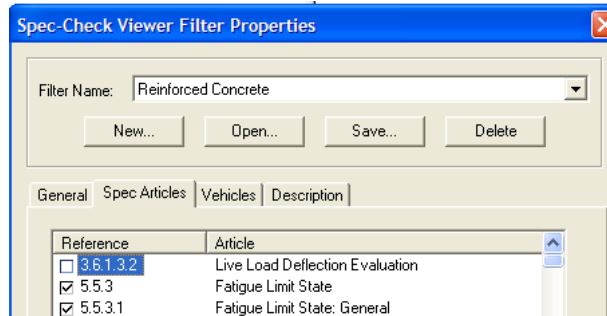 Spec-Check Viewer Filter Properties
Filter Name: Reinforced Concrete
New... Open... Save... Delete
General Spec Articles Vehicles Description
Reference Article
3.6.1.3.2 Live Load Deflection Evaluation
5.5.3 Fatigue Limit State
5.5.3.1 Fatigue Limit State: General